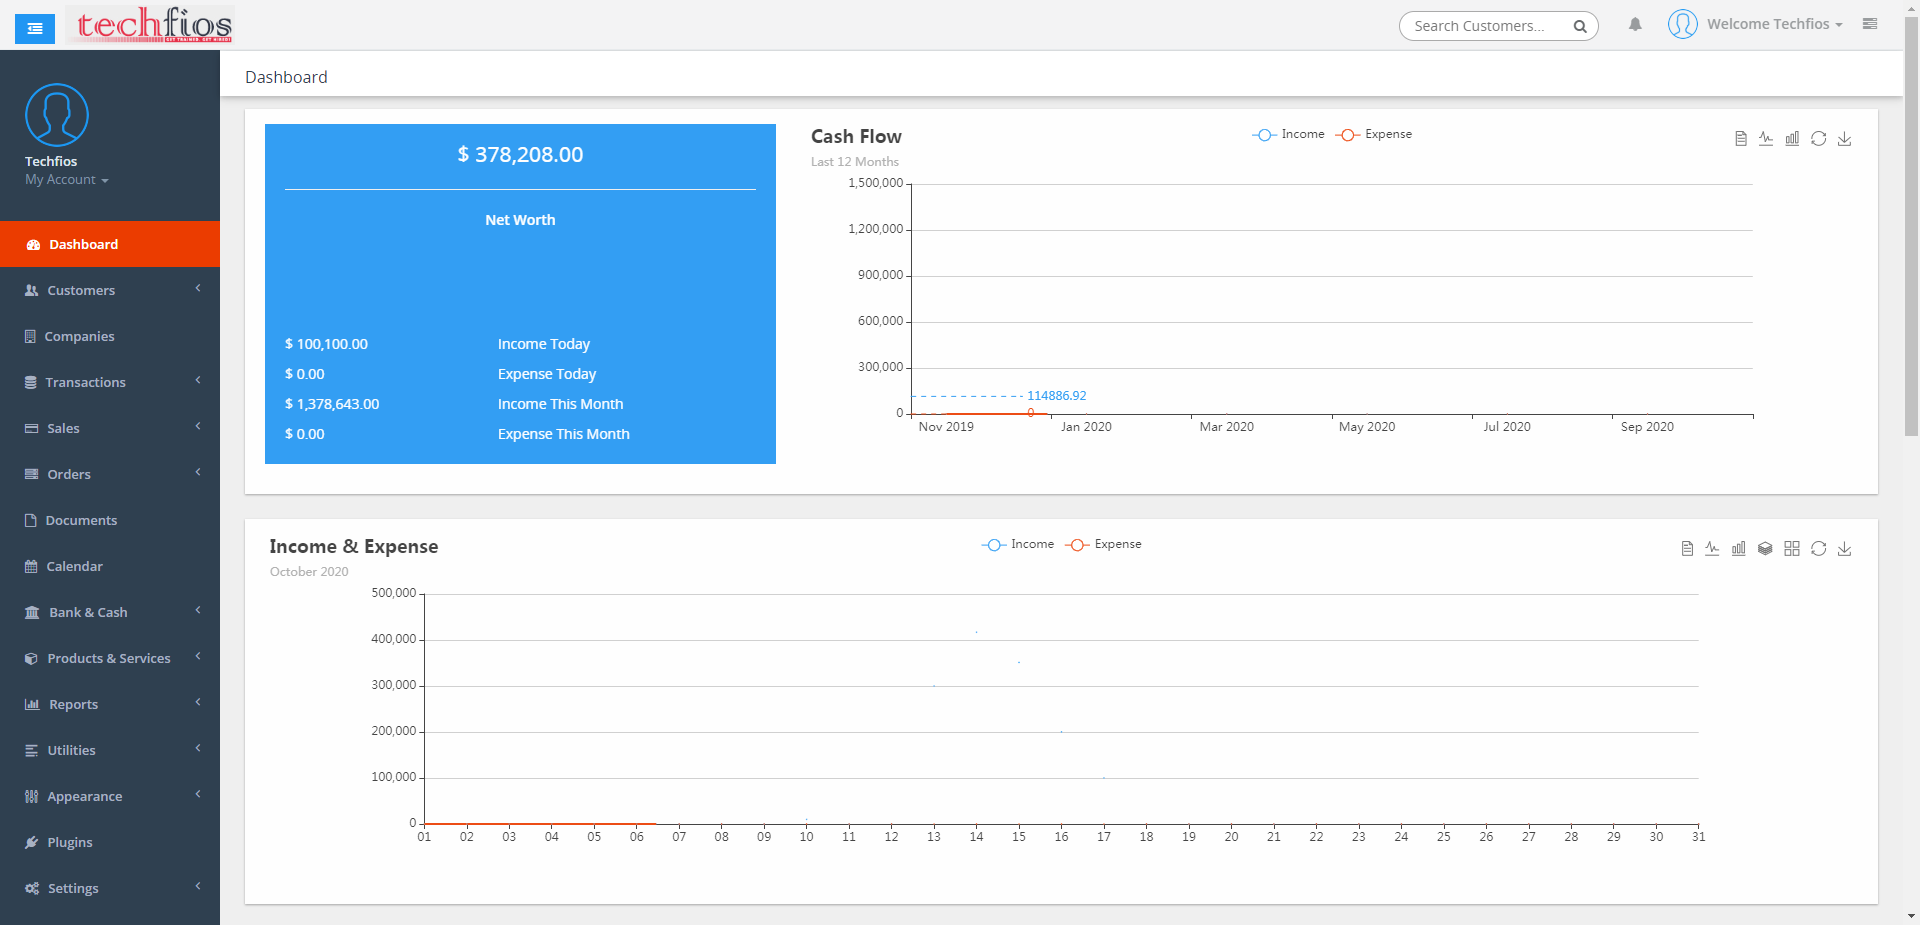 techfios
Search Customers...
Welcome Techfios
Dashboard
Techfios
My Account
Dashboard
Customers
Companies
Transactions
Sales
Orders
Documents
Calendar
Bank & Cash
Products & Services
Reports
Utilities
Appearance
Plugins
Settings
$ 378,208.00
Net Worth
$ 100,100.00 Income Today
$ 0.00 Expense Today
$ 1,378,643.00 Income This Month
$ 0.00 Expense This Month
Cash Flow
Last 12 Months
Income Expense
1,500,000
1,200,000
900,000
600,000
300,000
0
114886.92
0
Nov 2019 Jan 2020 Mar 2020 May 2020 Jul 2020 Sep 2020
Income & Expense
October 2020
Income Expense
500,000
400,000
300,000
200,000
100,000
0
01 02 03 04 05 06 07 08 09 10 11 12 13 14 15 16 17 18 19 20 21 22 23 24 25 26 27 28 29 30 31